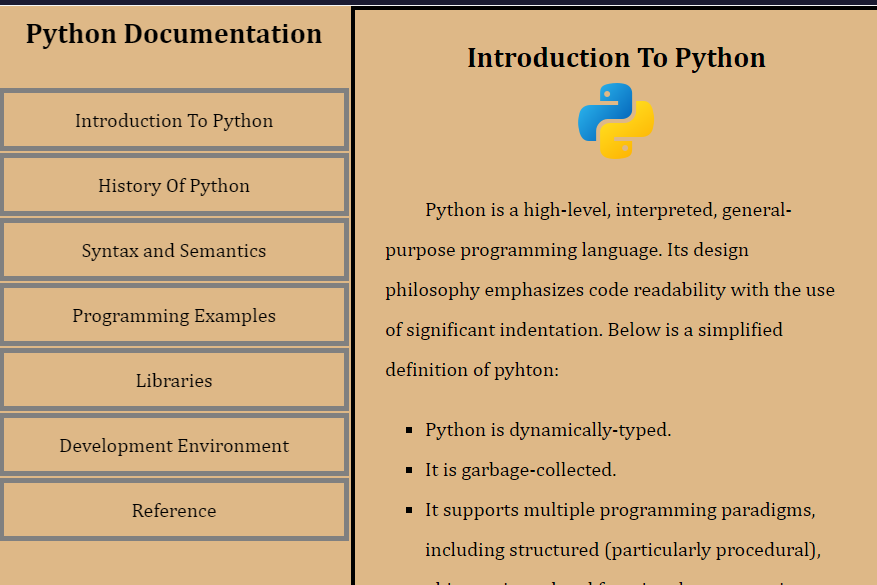 Python Documentation
Introduction To Python
History Of Python
Syntax and Semantics
Programming Examples
Libraries
Development Environment
Reference
Introduction To Python
Python is a high-level, interpreted, general-
purpose programming language. Its design
philosophy emphasizes code readability with the use
of significant indentation. Below is a simplified
definition of pyhton:
▪ Python is dynamically-typed.
▪ It is garbage-collected.
▪ It supports multiple programming paradigms,
including structured (particularly procedural),